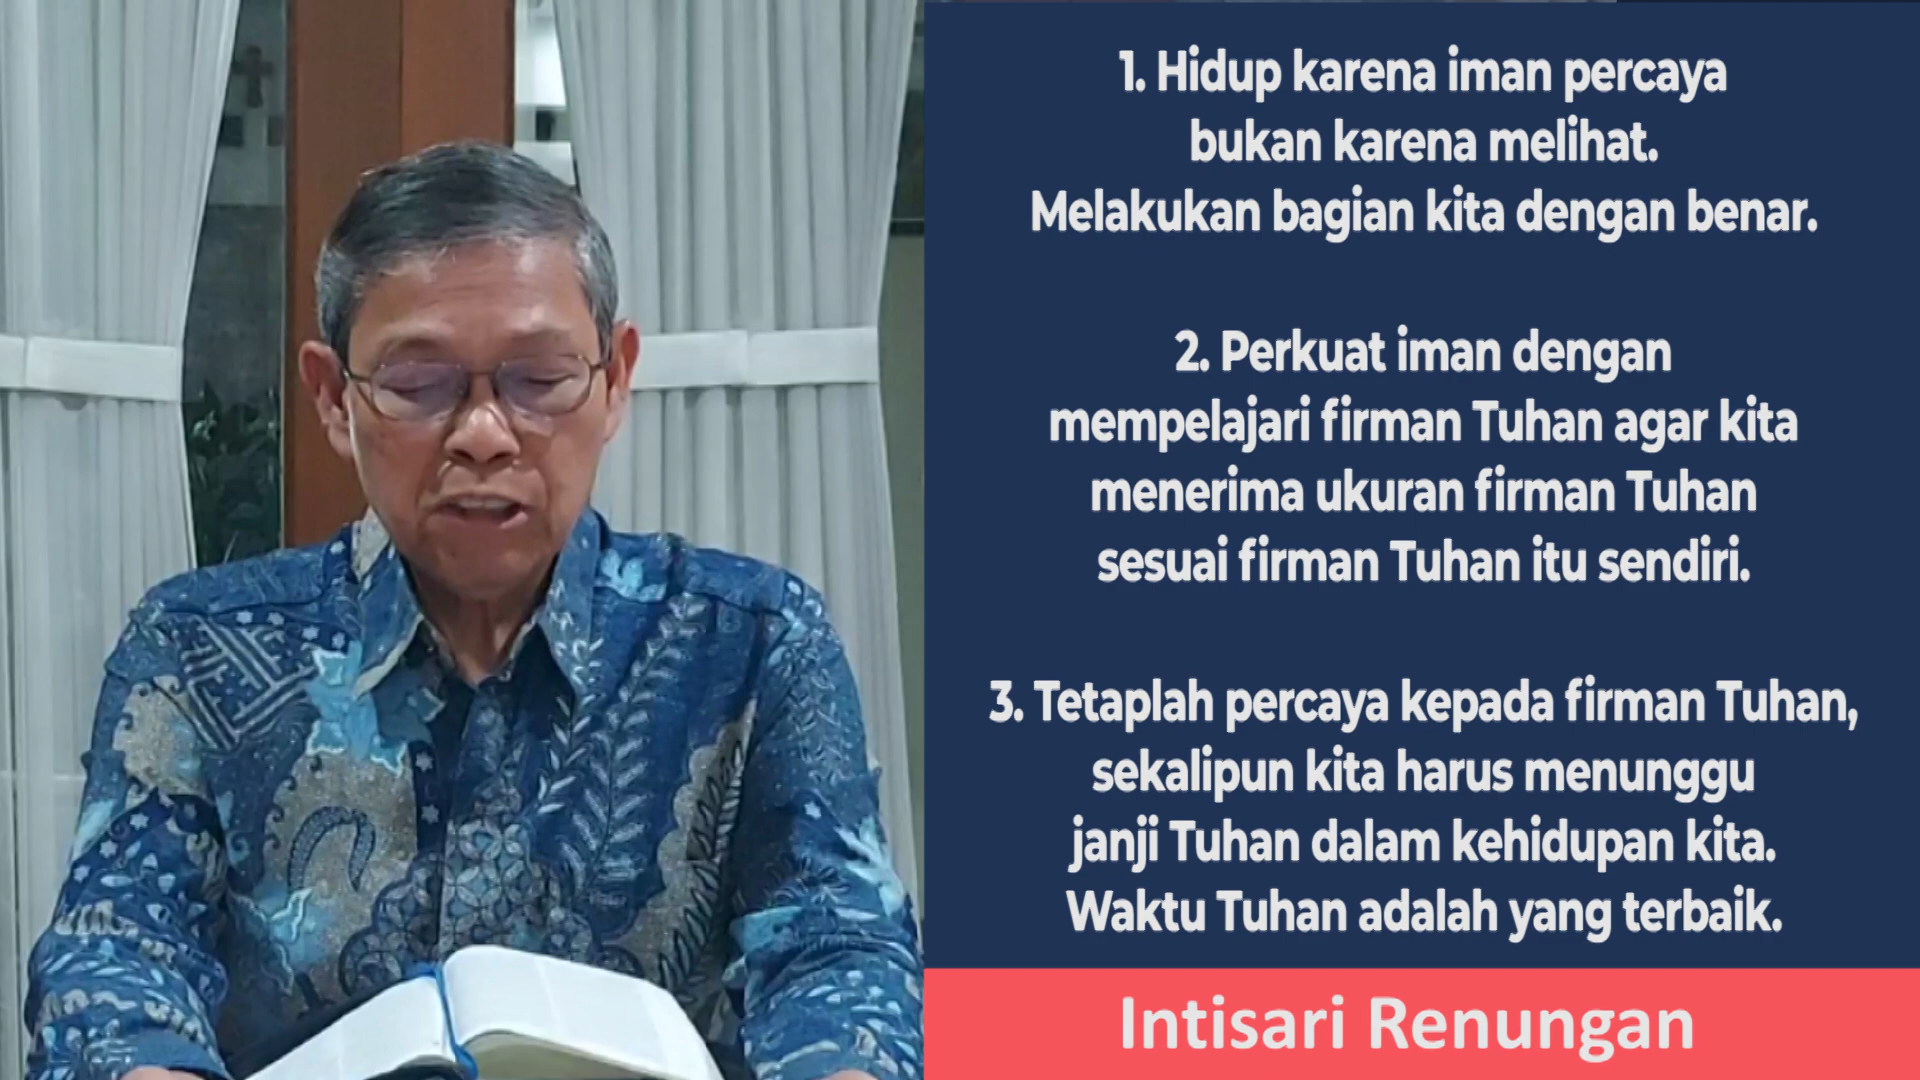 1. Hidup karena iman percaya
bukan karena melihat.
Melakukan bagian kita dengan benar.
2. Perkuat iman dengan
mempelajari firman Tuhan agar kita
menerima ukuran firman Tuhan
sesuai firman Tuhan itu sendiri.
3. Tetaplah percaya kepada firman Tuhan,
sekalipun kita harus menunggu
janji Tuhan dalam kehidupan kita.
Waktu Tuhan adalah yang terbaik.
Intisari Renungan